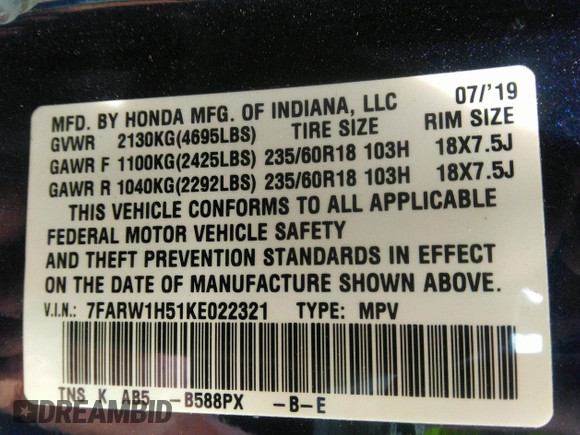 MFD. BY HONDA MFG. OF INDIANA, LLC 07/'19
GVWR 2130KG(4695LBS) TIRE SIZE RIM SIZE
GAWR F 1100KG(2425LBS) 235/60R18 103H 18X7.5J
GAWR R 1040KG(2292LBS) 235/60R18 103H 18X7.5J
THIS VEHICLE CONFORMS TO ALL APPLICABLE
FEDERAL MOTOR VEHICLE SAFETY
AND THEFT PREVENTION STANDARDS IN EFFECT
ON THE DATE OF MANUFACTURE SHOWN ABOVE.
V.I.N.: 7FARW1H51KE022321 TYPE: MPV
TNS K AB5 -B588PX -B-E
DREAMBID